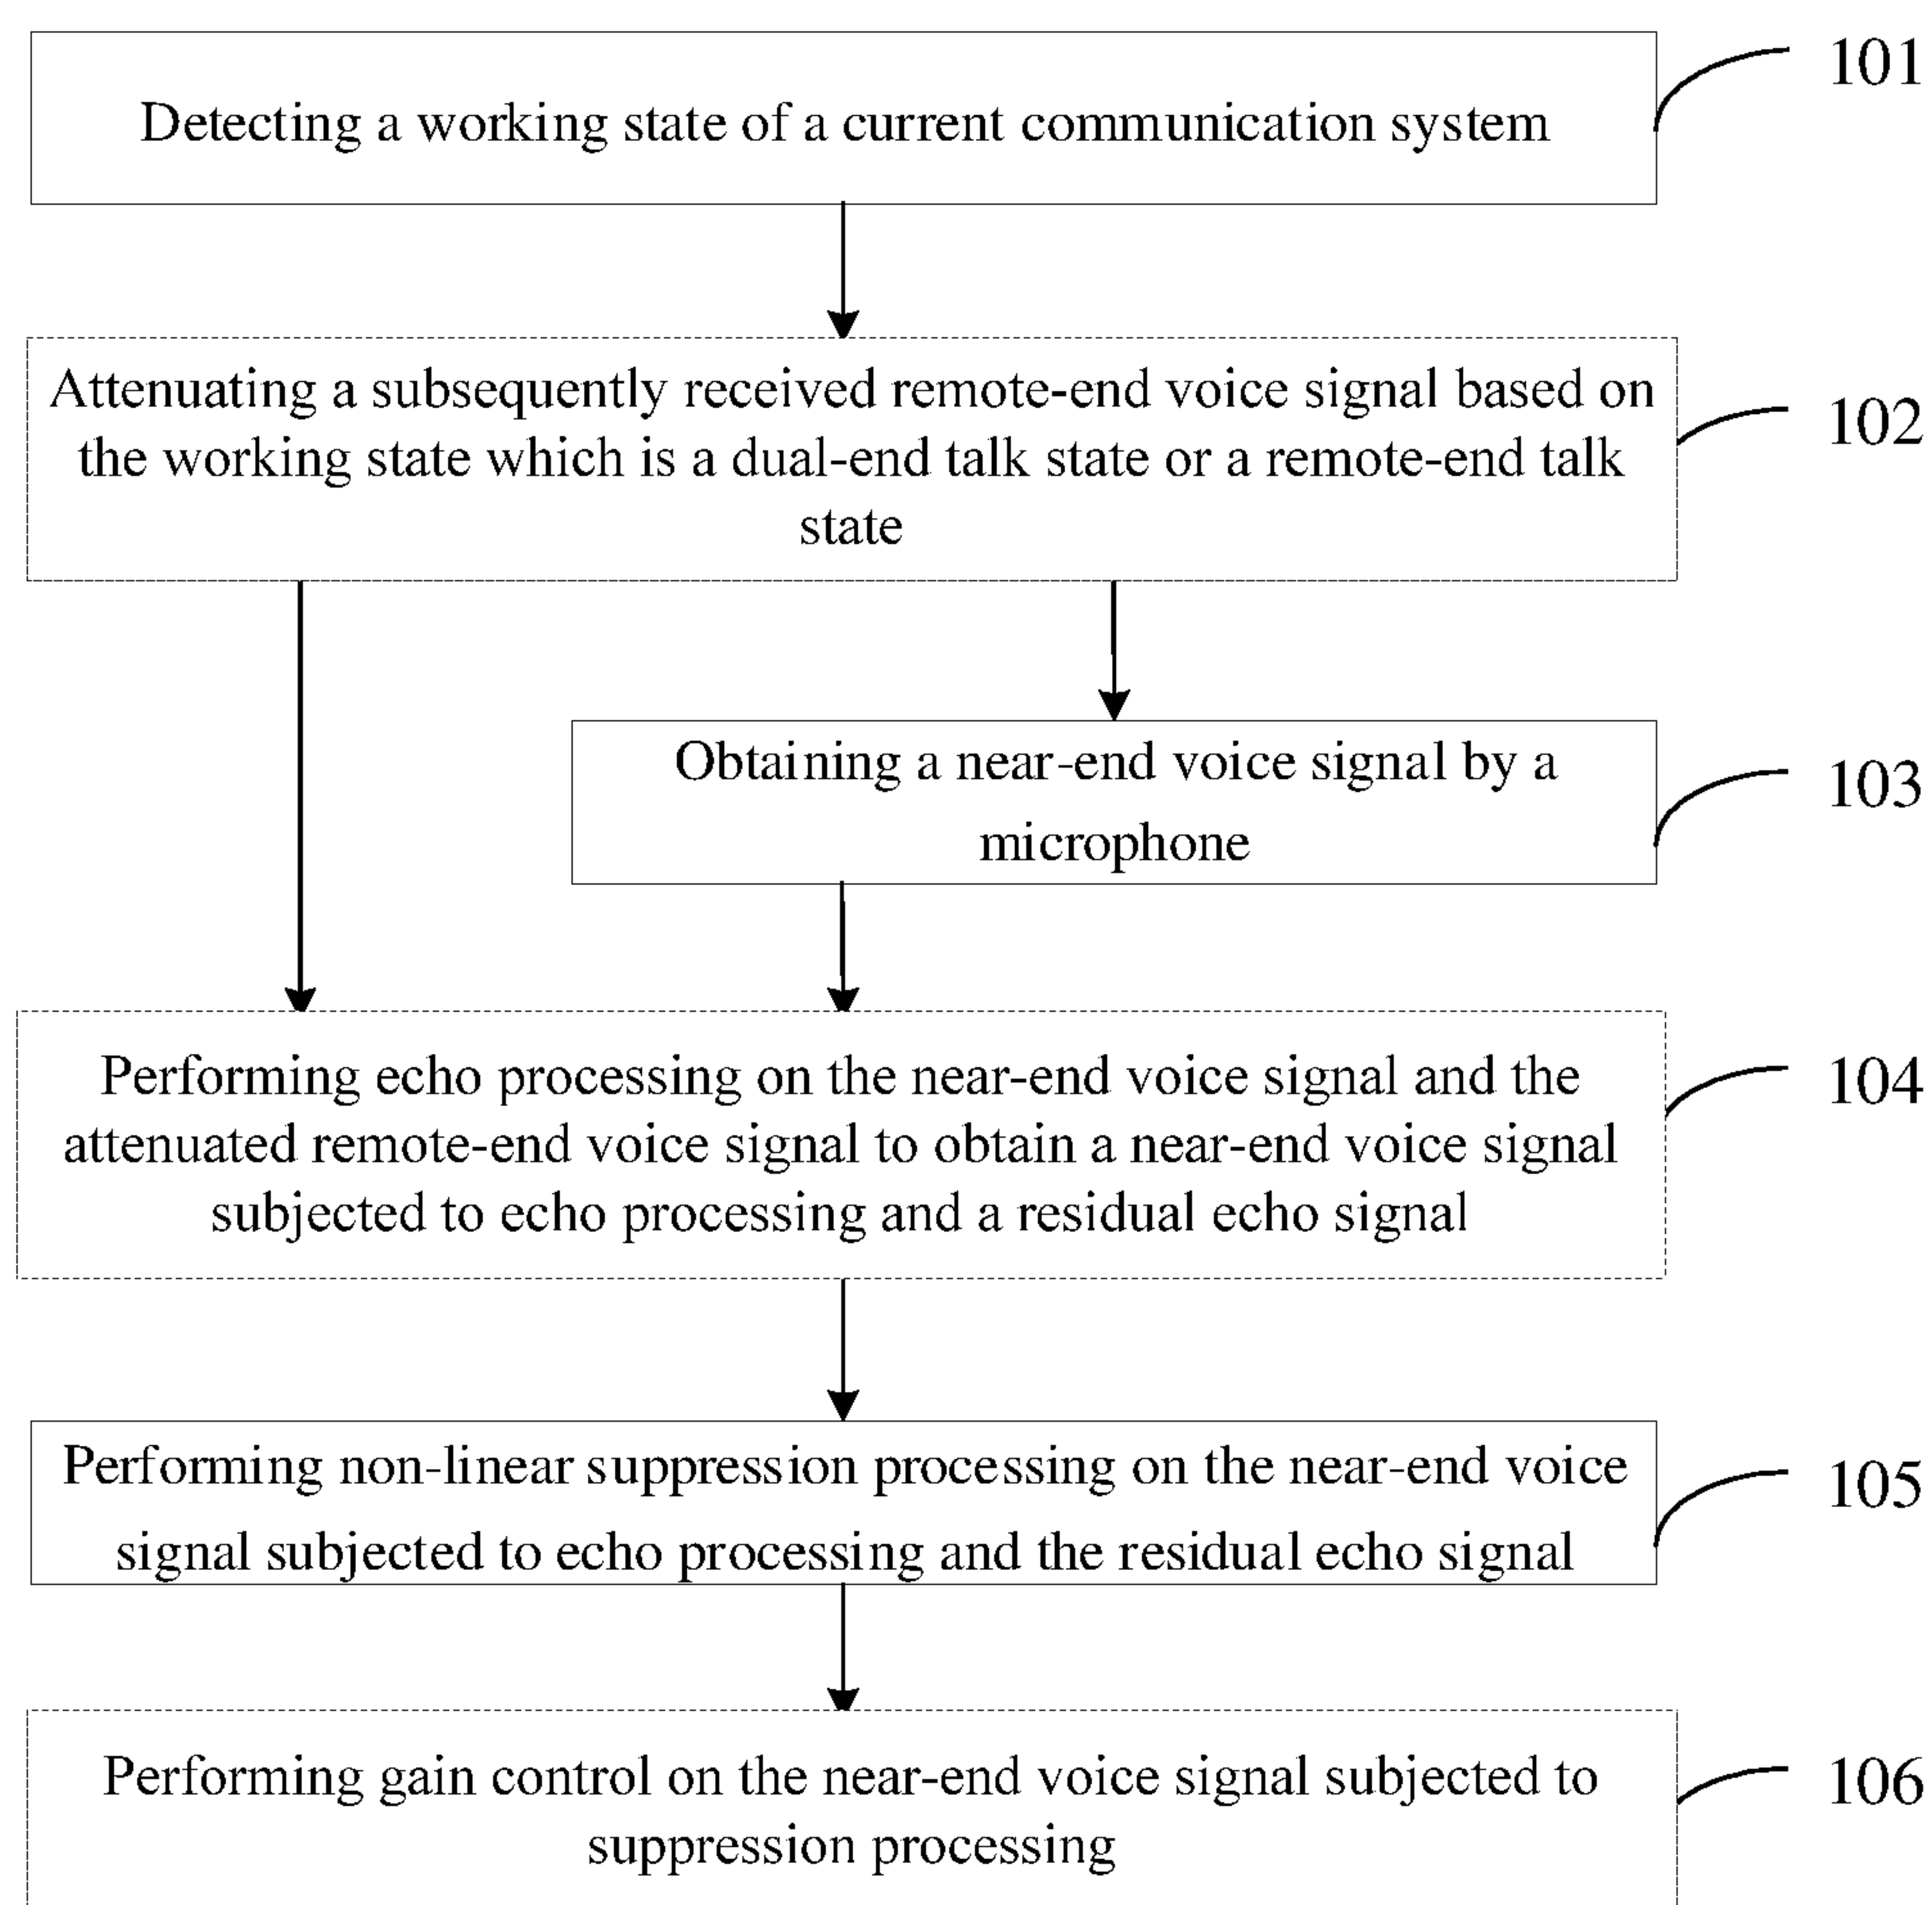 Detecting a working state of a current communication system
101
Attenuating a subsequently received remote-end voice signal based on
the working state which is a dual-end talk state or a remote-end talk
state
102
Obtaining a near-end voice signal by a
microphone
103
Performing echo processing on the near-end voice signal and the
attenuated remote-end voice signal to obtain a near-end voice signal
subjected to echo processing and a residual echo signal
104
Performing non-linear suppression processing on the near-end voice
signal subjected to echo processing and the residual echo signal
105
Performing gain control on the near-end voice signal subjected to
suppression processing
106